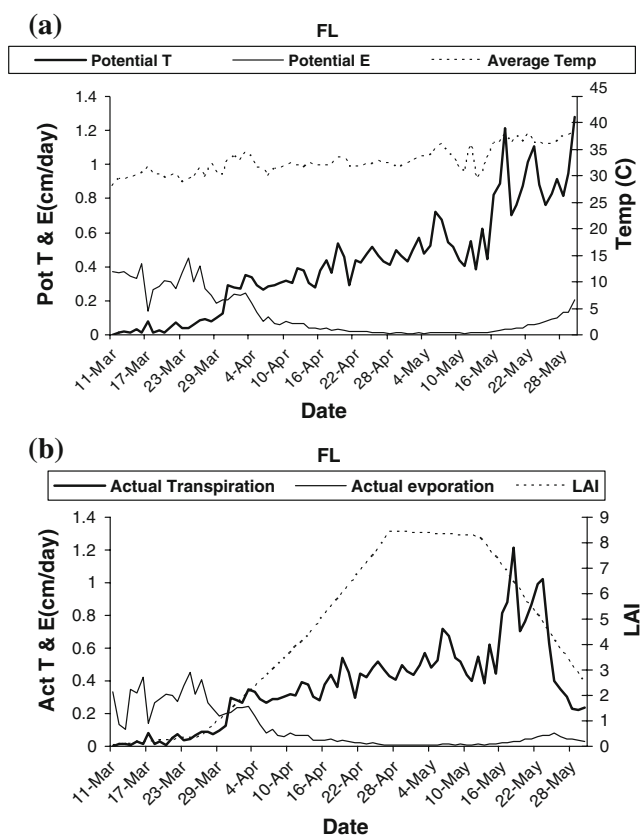 (a)
FL
Potential T Potential E Average Temp
Pot T & E(cm/day)
1.4
1.2
1
0.8
0.6
0.4
0.2
0
45
40
35
30
25
20
15
10
5
0
Temp (C)
11-Mar
17-Mar
23-Mar
29-Mar
4-Apr
10-Apr
16-Apr
22-Apr
28-Apr
4-May
10-May
16-May
22-May
28-May
Date
(b)
FL
Actual Transpiration Actual evporation LAI
Act T & E(cm/day)
1.4
1.2
1
0.8
0.6
0.4
0.2
0
9
8
7
6
5
4
3
2
1
0
LAI
11-Mar
17-Mar
23-Mar
29-Mar
4-Apr
10-Apr
16-Apr
22-Apr
28-Apr
4-May
10-May
16-May
22-May
28-May
Date